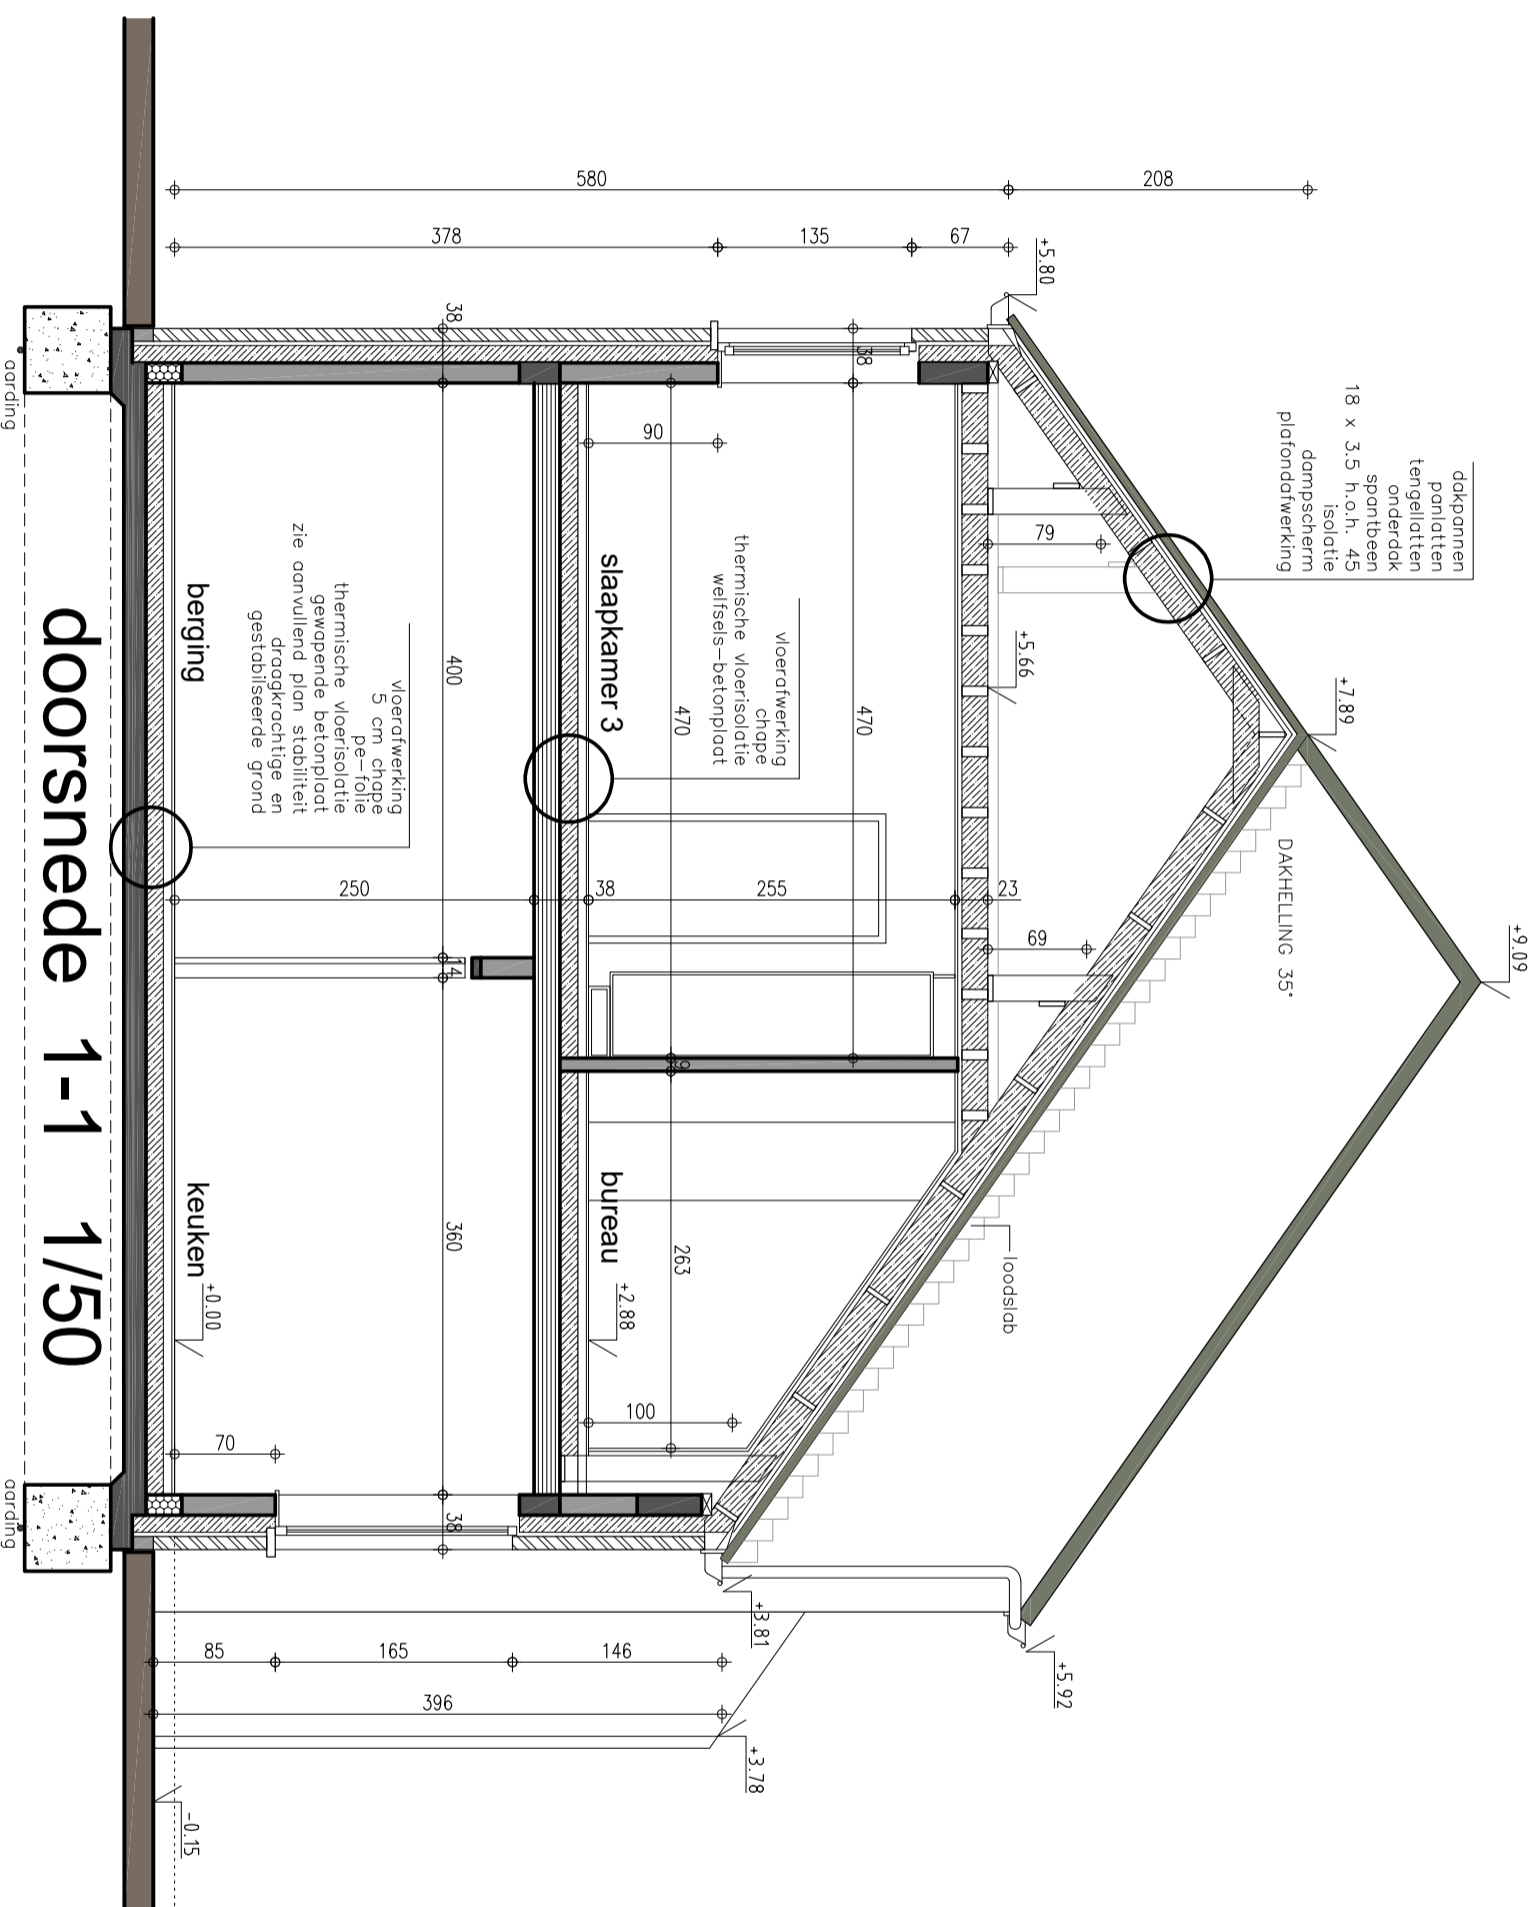 +9.09
dakpannen
panlatten
tengellatten
onderdak
spantbeen
18 x 3.5 h.o.h. 45
isolatie
dampscherm
plafondafwerking
+7.89
DAKHELLING 35°
208
+5.80
+5.66
79
69
+5.92
loodslab
67
23
580
135
38
470
255
vloerafwerking
chape
thermische vloerisolatie
welfsels-betonplaat
90
470
9
263
100
+3.81
+3.78
slaapkamer 3
bureau
+2.88
38
378
38
400
14
360
38
146
165
396
250
vloerafwerking
5 cm chape
pe-folie
thermische vloerisolatie
gewapende betonplaat
zie aanvullend plan stabiliteit
draagkrachtige en
gestabiliseerde grond
70
85
berging
keuken
+0.00
-0.15
doorsnede 1-1 1/50
aarding
aarding